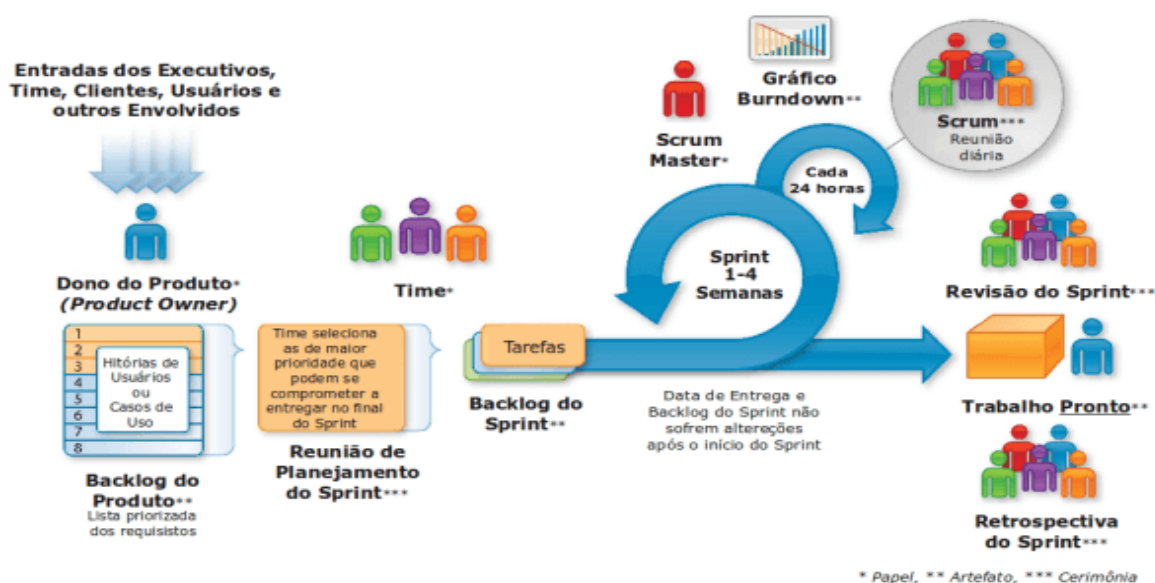 Entradas dos Executivos,
Time, Clientes, Usuários e
outros Envolvidos
Dono do Produto*
(Product Owner)
1
2
3
4
5
6
7
8
Hitórias de
Usuários
ou
Casos de
Uso
Backlog do
Produto**
Lista priorizada
dos requisistos
Time*
Time seleciona
as de maior
prioridade que
podem se
comprometer a
entregar no final
do Sprint
Reunião de
Planejamento
do Sprint***
Tarefas
Backlog do
Sprint**
Scrum
Master*
Gráfico
Burndown**
Scrum***
Reunião
diária
Cada
24 horas
Sprint
1-4
Semanas
Data de Entrega e
Backlog do Sprint não
sofrem altereções
após o início do Sprint
Revisão do Sprint***
Trabalho Pronto**
Retrospectiva
do Sprint***
* Papel, ** Artefato, *** Cerimônia